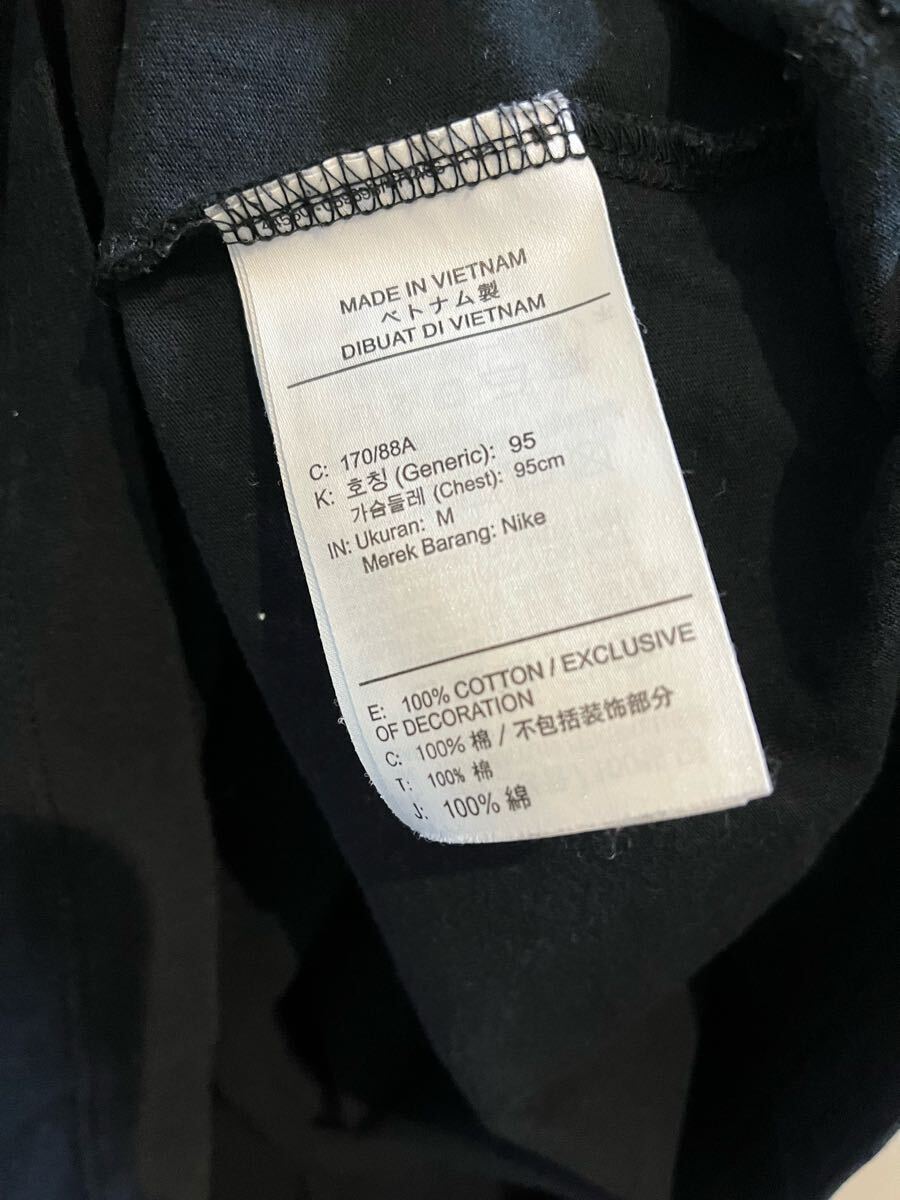 MADE IN VIETNAM
ベトナム製
DIBUAT DI VIETNAM
C: 170/88A
K: 호칭 (Generic): 95
가슴둘레 (Chest): 95cm
IN: Ukuran: M
Merek Barang: Nike
E: 100% COTTON / EXCLUSIVE
OF DECORATION
C: 100% 棉 / 不包括装饰部分
T: 100% 棉
J: 100% 綿